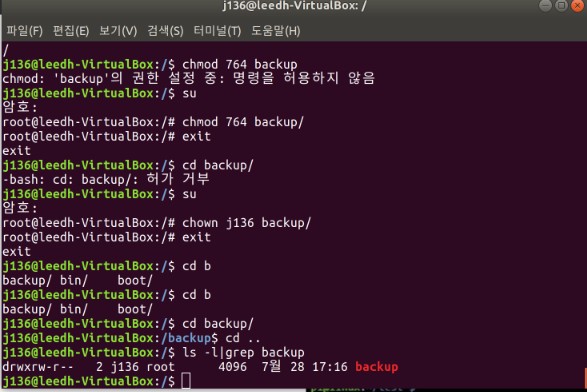 j136@leedh-VirtualBox: /
파일(F) 편집(E) 보기(V) 검색(S) 터미널(T) 도움말(H)
/
j136@leedh-VirtualBox:/$ chmod 764 backup
chmod: 'backup'의 권한 설정 중: 명령을 허용하지 않음
j136@leedh-VirtualBox:/$ su
암호:
root@leedh-VirtualBox:/# chmod 764 backup/
root@leedh-VirtualBox:/# exit
exit
j136@leedh-VirtualBox:/$ cd backup/
-bash: cd: backup/: 허가 거부
j136@leedh-VirtualBox:/$ su
암호:
root@leedh-VirtualBox:/# chown j136 backup/
root@leedh-VirtualBox:/# exit
exit
j136@leedh-VirtualBox:/$ cd b
backup/ bin/ boot/
j136@leedh-VirtualBox:/$ cd b
backup/ bin/ boot/
j136@leedh-VirtualBox:/$ cd backup/
j136@leedh-VirtualBox:/backup$ cd ..
j136@leedh-VirtualBox:/$ ls -l|grep backup
drwxrw-r-- 2 j136 root 4096 7월 28 17:16 backup
j136@leedh-VirtualBox:/$